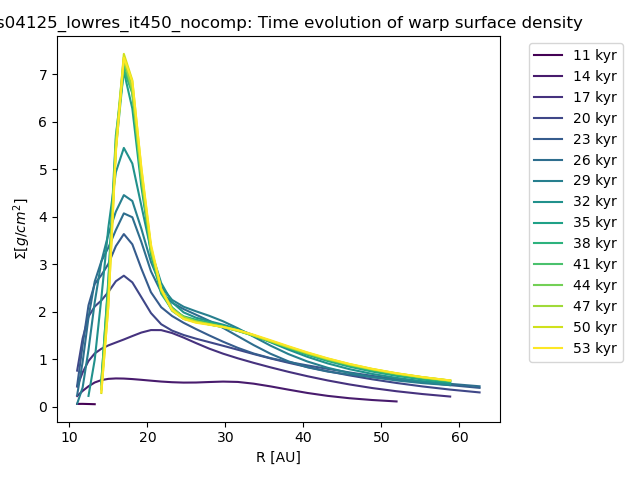 s04125_lowres_it450_nocomp: Time evolution of warp surface density
7
6
5
4
3
2
1
0
Σ[g/cm²]
10 20 30 40 50 60
R [AU]
11 kyr
14 kyr
17 kyr
20 kyr
23 kyr
26 kyr
29 kyr
32 kyr
35 kyr
38 kyr
41 kyr
44 kyr
47 kyr
50 kyr
53 kyr